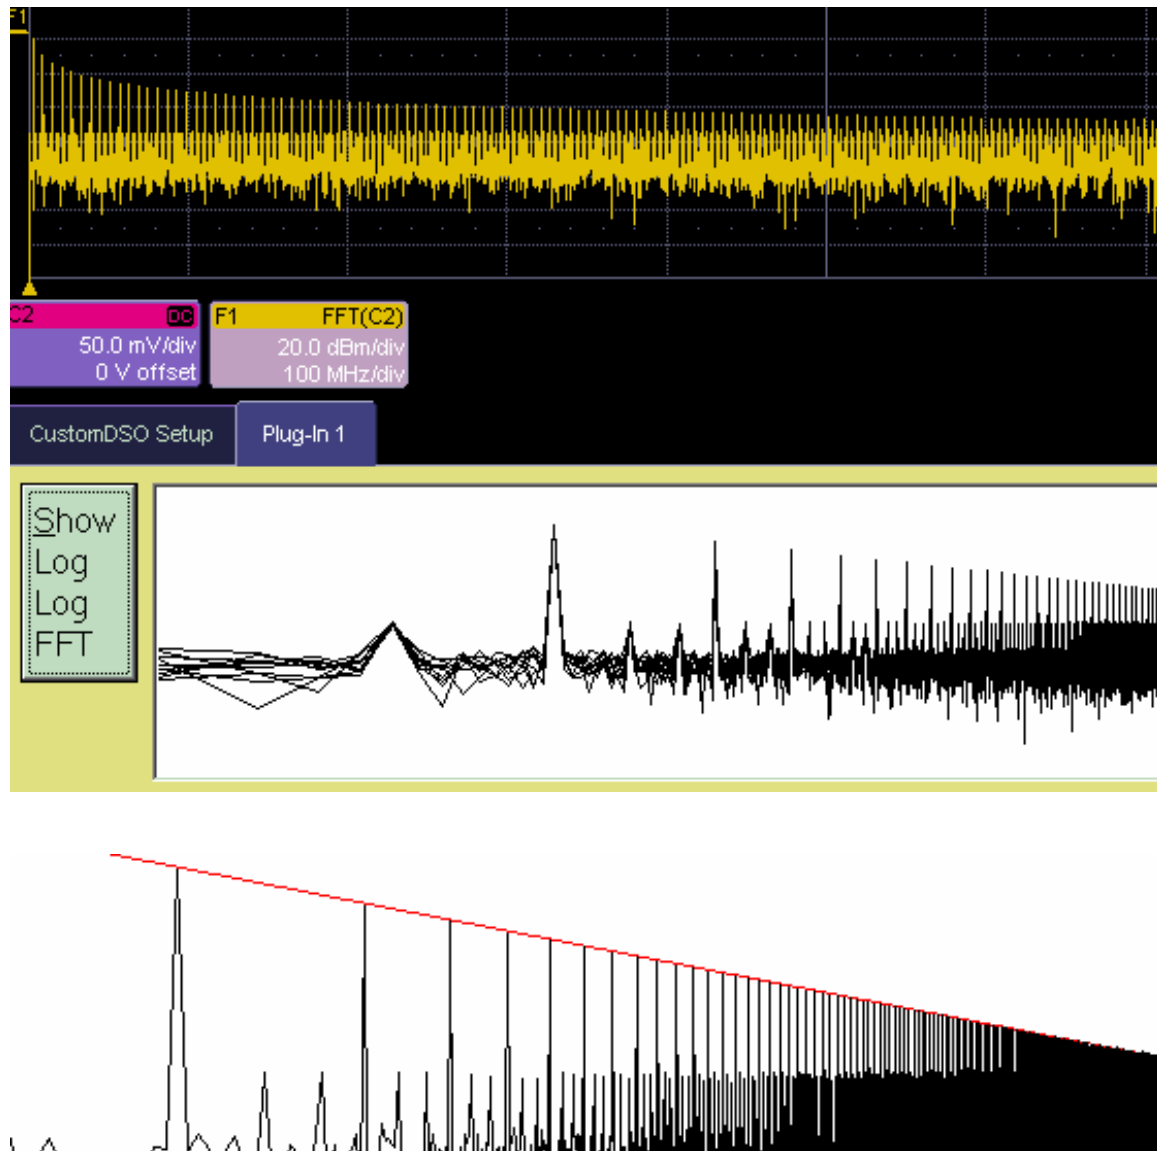 F1
C2 DC
50.0 mV/div
0 V offset
F1 FFT(C2)
20.0 dBm/div
100 MHz/div
CustomDSO Setup
Plug-In 1
Show
Log
Log
FFT